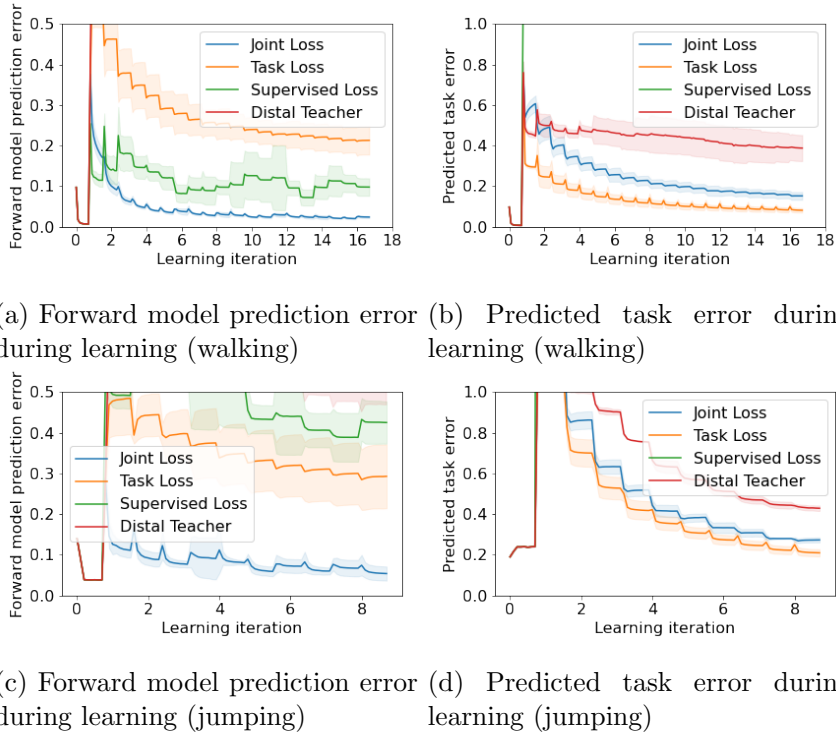 Forward model prediction error
0.5
0.4
0.3
0.2
0.1
0.0
Joint Loss
Task Loss
Supervised Loss
Distal Teacher
0 2 4 6 8 10 12 14 16 18
Learning iteration
Predicted task error
1.0
0.8
0.6
0.4
0.2
0.0
Joint Loss
Task Loss
Supervised Loss
Distal Teacher
0 2 4 6 8 10 12 14 16 18
Learning iteration
(a) Forward model prediction error
during learning (walking)
(b) Predicted task error durin
learning (walking)
Forward model prediction error
0.5
0.4
0.3
0.2
0.1
0.0
Joint Loss
Task Loss
Supervised Loss
Distal Teacher
0 2 4 6 8
Learning iteration
Predicted task error
1.0
0.8
0.6
0.4
0.2
0.0
Joint Loss
Task Loss
Supervised Loss
Distal Teacher
0 2 4 6 8
Learning iteration
(c) Forward model prediction error
during learning (jumping)
(d) Predicted task error durin
learning (jumping)